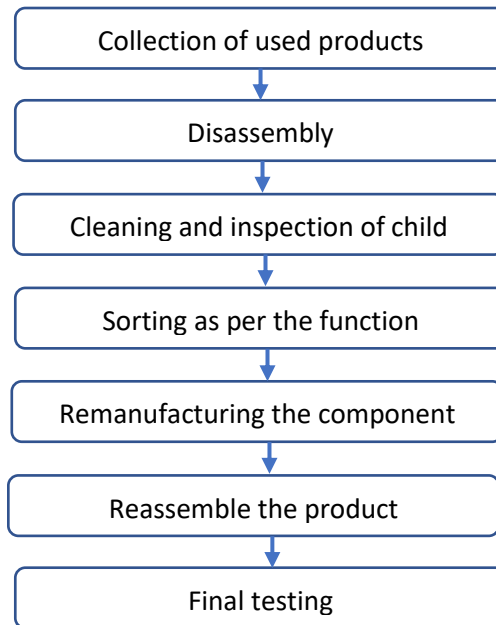 Collection of used products
Disassembly
Cleaning and inspection of child
Sorting as per the function
Remanufacturing the component
Reassemble the product
Final testing